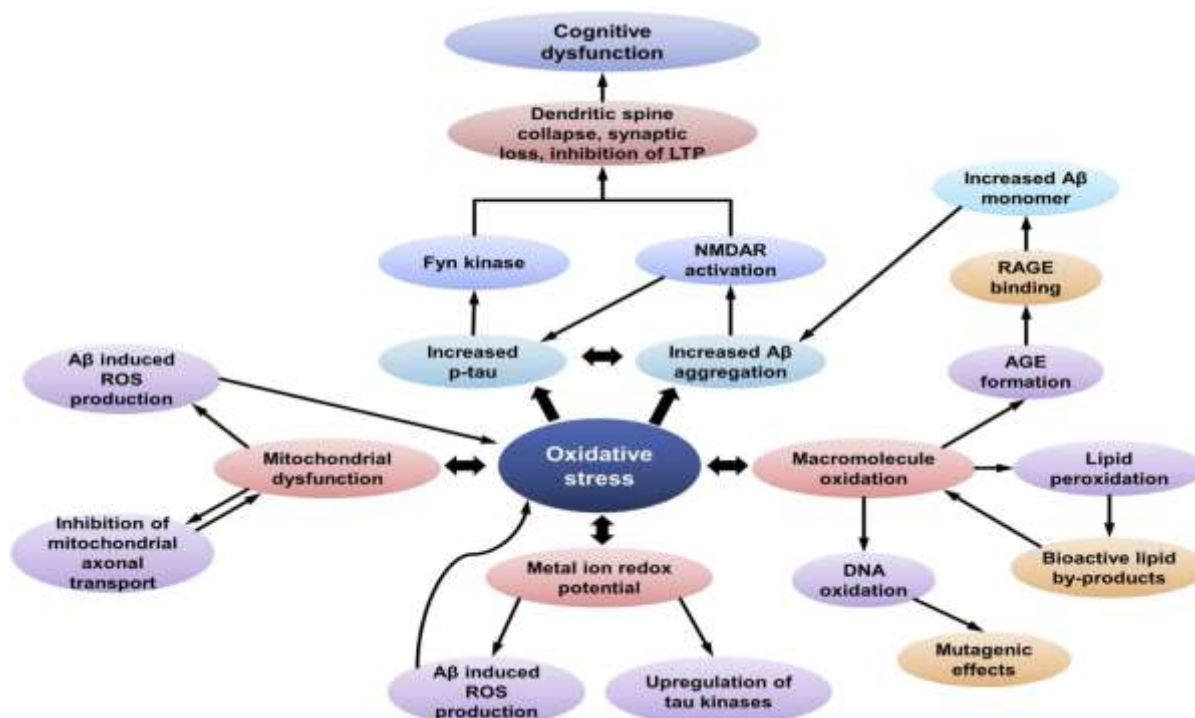 Cognitive
dysfunction
Dendritic spine
collapse, synaptic
loss, inhibition of LTP
Increased Aβ
monomer
Fyn kinase
NMDAR
activation
RAGE
binding
Increased
p-tau
Increased Aβ
aggregation
AGE
formation
Aβ induced
ROS
production
Oxidative
stress
Mitochondrial
dysfunction
Macromolecule
oxidation
Lipid
peroxidation
Inhibition of
mitochondrial
axonal
transport
Metal ion redox
potential
DNA
oxidation
Bioactive lipid
by-products
Mutagenic
effects
Aβ induced
ROS
production
Upregulation of
tau kinases